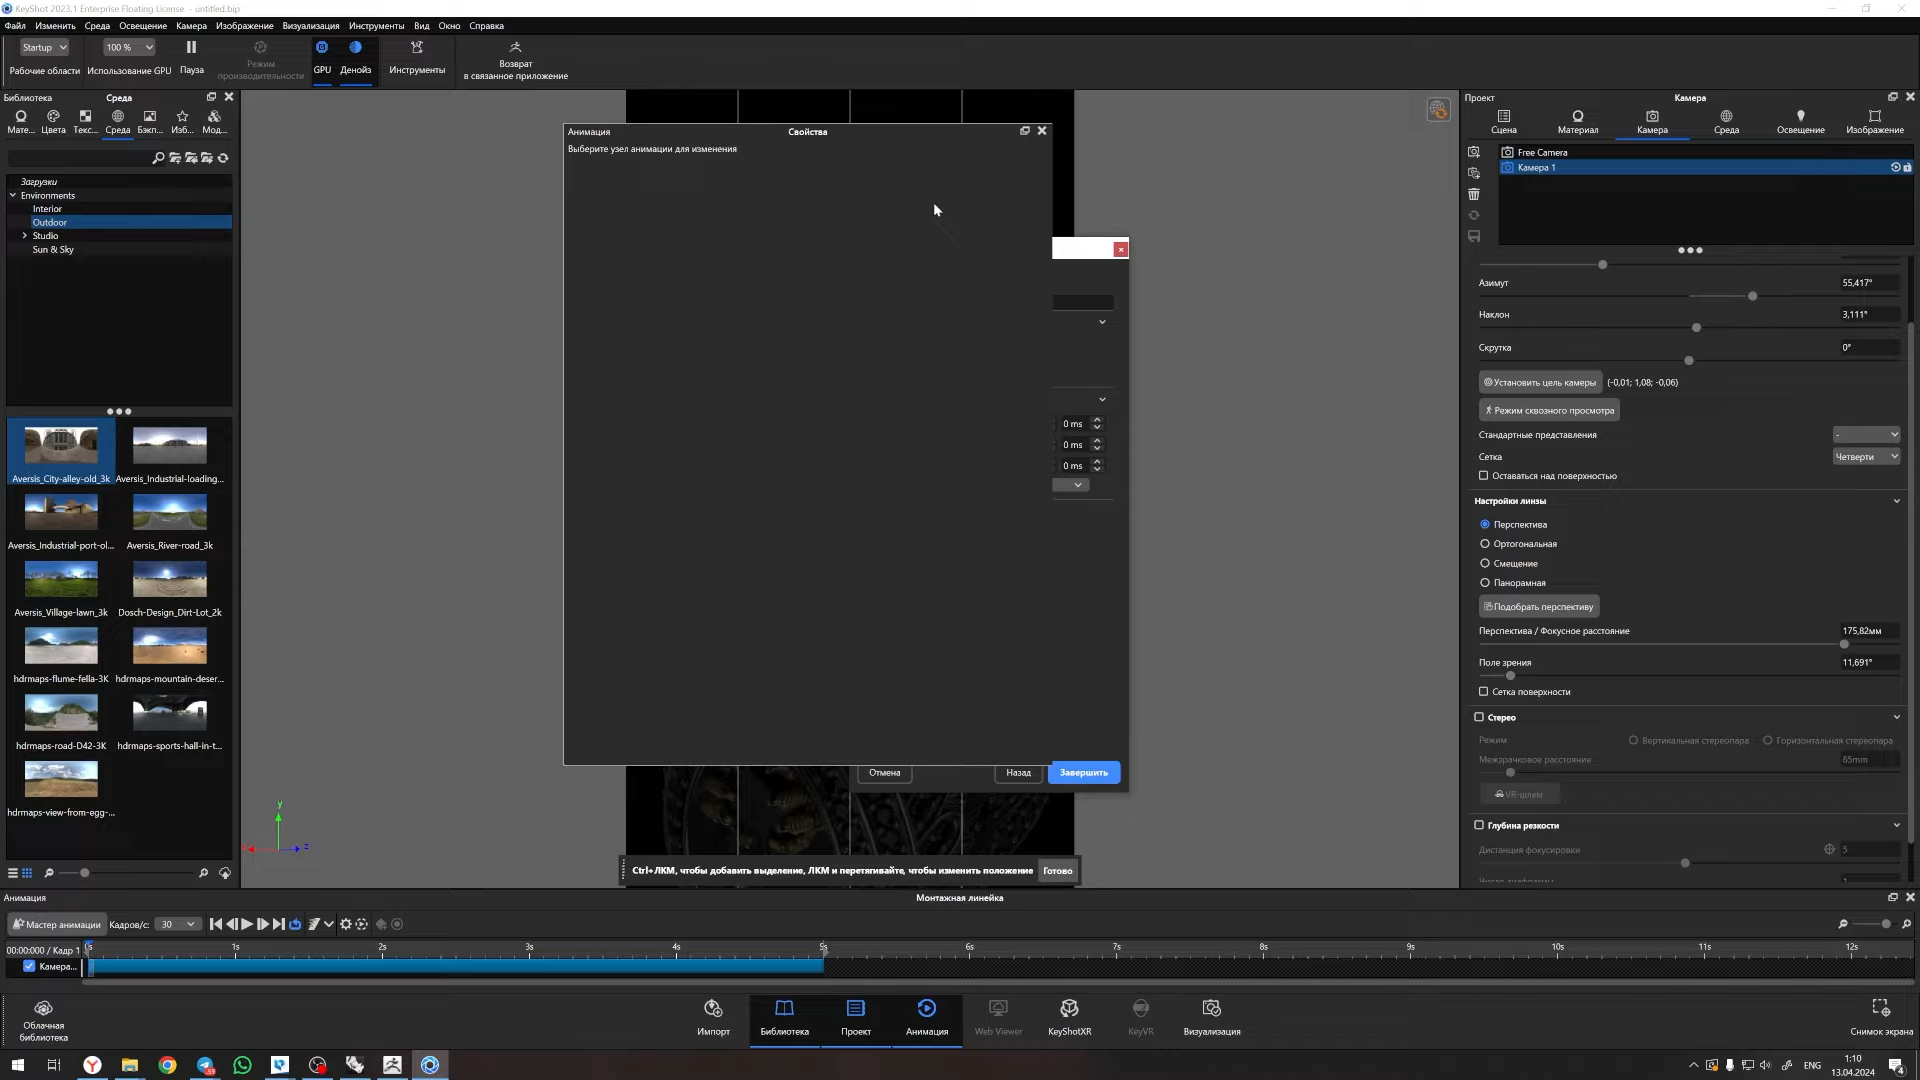 KeyShot 2023.1 Enterprise Floating License - untitled.bip
Файл Изменить Среда Освещение Камера Изображение Визуализация Инструменты Вид Окно Справка
Startup
Рабочие области
100 %
Использование GPU
Пауза
Режим
производительности
GPU
Денойз
Инструменты
Возврат
в связанное приложение
Библиотека
Среда
Мате...
Цвета
Текс...
Среда
Бэкп...
Изб...
Мод...
Загрузки
Environments
Interior
Outdoor
Studio
Sun & Sky
Aversis_City-alley-old_3k
Aversis_Industrial-loading...
Aversis_Industrial-port-ol...
Aversis_River-road_3k
Aversis_Village-lawn_3k
Dosch-Design_Dirt-Lot_2k
hdrmaps-flume-fella-3K
hdrmaps-mountain-deser...
hdrmaps-road-D42-3K
hdrmaps-sports-hall-in-t...
hdrmaps-view-from-egg-...
Анимация
Свойства
Выберите узел анимации для изменения
0 ms
0 ms
0 ms
Отмена
Назад
Завершить
y
z
Ctrl+ЛКМ, чтобы добавить выделение, ЛКМ и перетягивайте, чтобы изменить положение
Готово
Проект
Камера
Сцена
Материал
Камера
Среда
Освещение
Изображение
Free Camera
Камера 1
Азимут
55,417°
Наклон
3,111°
Скрутка
0°
Установить цель камеры
(-0,01; 1,08; -0,06)
Режим сквозного просмотра
Стандартные представления
-
Сетка
Четверти
Оставаться над поверхностью
Настройки линзы
Перспектива
Ортогональная
Смещение
Панорамная
Подобрать перспективу
Перспектива / Фокусное расстояние
175,82мм
Поле зрения
11,691°
Сетка поверхности
Стерео
Режим
Вертикальная стереопара
Горизонтальная стереопара
Межзрачковое расстояние
65mm
VR-шлем
Глубина резкости
Дистанция фокусировки
5
Число диафрагмы
Анимация
Монтажная линейка
Мастер анимации
Кадров/с:
30
00:00:000 / Кадр 1
0s 1s 2s 3s 4s 5s 6s 7s 8s 9s 10s 11s 12s
Камера...
Облачная
библиотека
Импорт
Библиотека
Проект
Анимация
Web Viewer
KeyShotXR
KeyVR
Визуализация
Снимок экрана
59
ENG
1:10
13.04.2024
4